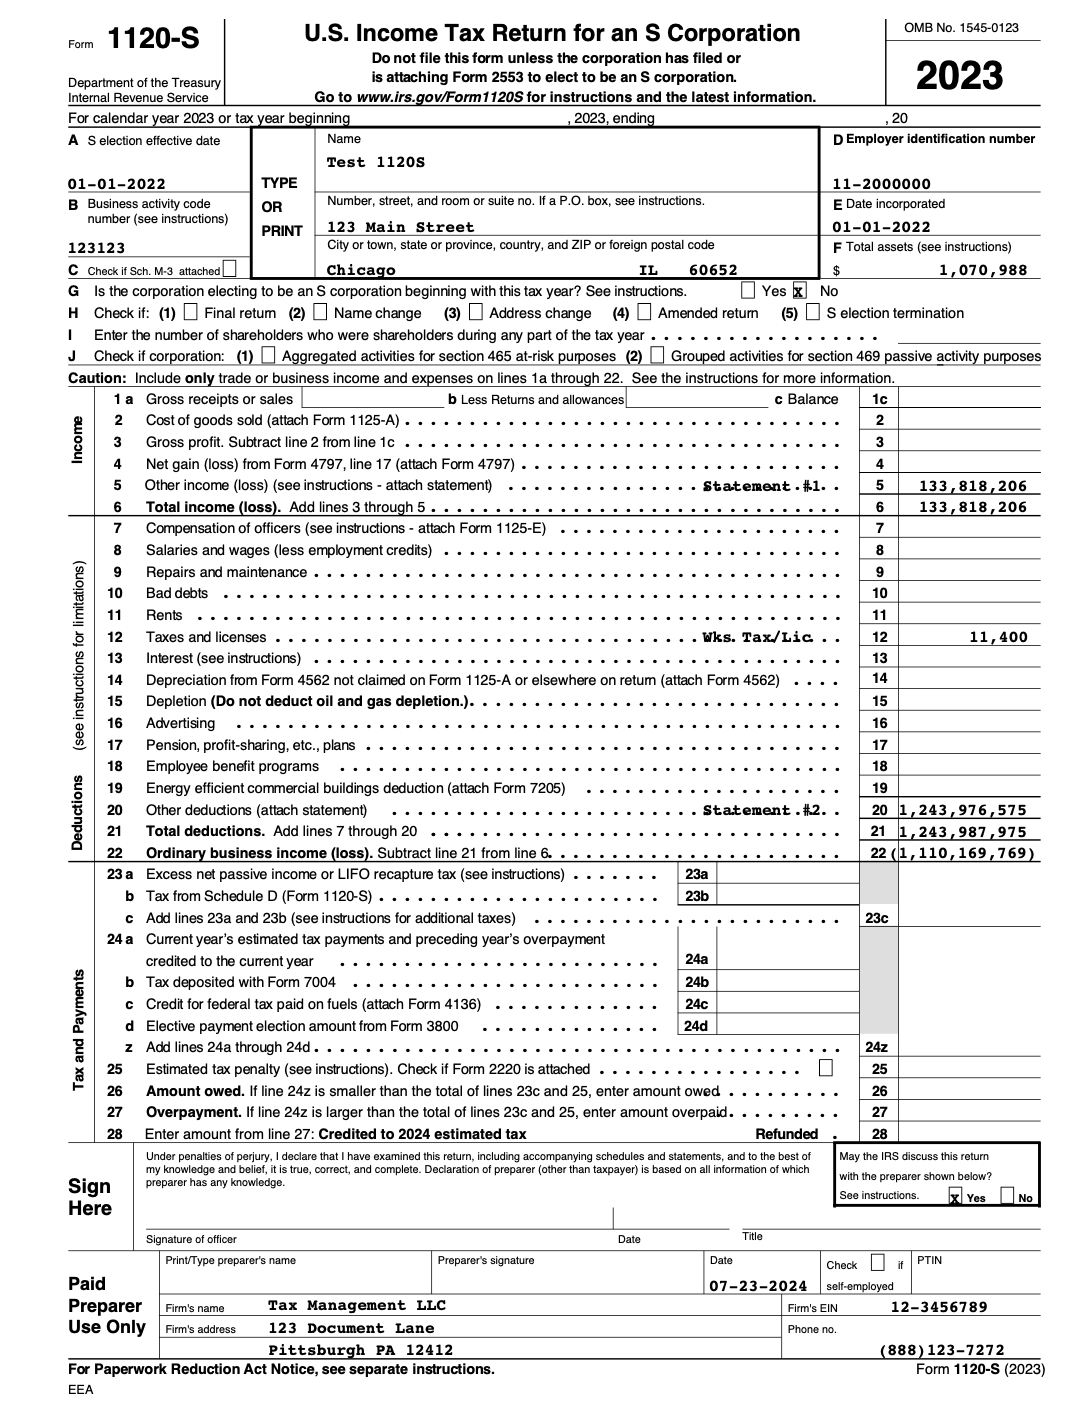 Form 1120-S
U.S. Income Tax Return for an S Corporation
OMB No. 1545-0123
Do not file this form unless the corporation has filed or
is attaching Form 2553 to elect to be an S corporation.
2023
Department of the Treasury
Internal Revenue Service
Go to www.irs.gov/Form1120S for instructions and the latest information.
For calendar year 2023 or tax year beginning , 2023, ending , 20
A S election effective date
01-01-2022
B Business activity code
number (see instructions)
123123
C Check if Sch. M-3 attached
TYPE
OR
PRINT
Name
Test 1120S
Number, street, and room or suite no. If a P.O. box, see instructions.
123 Main Street
City or town, state or province, country, and ZIP or foreign postal code
Chicago IL 60652
D Employer identification number
11-2000000
E Date incorporated
01-01-2022
F Total assets (see instructions)
$ 1,070,988
G Is the corporation electing to be an S corporation beginning with this tax year? See instructions. Yes x No
H Check if: (1) Final return (2) Name change (3) Address change (4) Amended return (5) S election termination
I Enter the number of shareholders who were shareholders during any part of the tax year
J Check if corporation: (1) Aggregated activities for section 465 at-risk purposes (2) Grouped activities for section 469 passive activity purposes
Caution: Include only trade or business income and expenses on lines 1a through 22. See the instructions for more information.
Income
1 a Gross receipts or sales b Less Returns and allowances c Balance 1c
2 Cost of goods sold (attach Form 1125-A) 2
3 Gross profit. Subtract line 2 from line 1c 3
4 Net gain (loss) from Form 4797, line 17 (attach Form 4797) 4
5 Other income (loss) (see instructions - attach statement) Statement #1 5 133,818,206
6 Total income (loss). Add lines 3 through 5 6 133,818,206
Deductions (see instructions for limitations)
7 Compensation of officers (see instructions - attach Form 1125-E) 7
8 Salaries and wages (less employment credits) 8
9 Repairs and maintenance 9
10 Bad debts 10
11 Rents 11
12 Taxes and licenses Wks. Tax/Lic 12 11,400
13 Interest (see instructions) 13
14 Depreciation from Form 4562 not claimed on Form 1125-A or elsewhere on return (attach Form 4562) 14
15 Depletion (Do not deduct oil and gas depletion.) 15
16 Advertising 16
17 Pension, profit-sharing, etc., plans 17
18 Employee benefit programs 18
19 Energy efficient commercial buildings deduction (attach Form 7205) 19
20 Other deductions (attach statement) Statement #2 20 1,243,976,575
21 Total deductions. Add lines 7 through 20 21 1,243,987,975
22 Ordinary business income (loss). Subtract line 21 from line 6 22 (1,110,169,769)
Tax and Payments
23 a Excess net passive income or LIFO recapture tax (see instructions) 23a
b Tax from Schedule D (Form 1120-S) 23b
c Add lines 23a and 23b (see instructions for additional taxes) 23c
24 a Current year's estimated tax payments and preceding year's overpayment
credited to the current year 24a
b Tax deposited with Form 7004 24b
c Credit for federal tax paid on fuels (attach Form 4136) 24c
d Elective payment election amount from Form 3800 24d
z Add lines 24a through 24d 24z
25 Estimated tax penalty (see instructions). Check if Form 2220 is attached 25
26 Amount owed. If line 24z is smaller than the total of lines 23c and 25, enter amount owed 26
27 Overpayment. If line 24z is larger than the total of lines 23c and 25, enter amount overpaid 27
28 Enter amount from line 27: Credited to 2024 estimated tax Refunded 28
Sign
Here
Under penalties of perjury, I declare that I have examined this return, including accompanying schedules and statements, and to the best of
my knowledge and belief, it is true, correct, and complete. Declaration of preparer (other than taxpayer) is based on all information of which
preparer has any knowledge.
May the IRS discuss this return
with the preparer shown below?
See instructions. x Yes No
Signature of officer Date Title
Paid
Preparer
Use Only
Print/Type preparer's name Preparer's signature Date Check if PTIN
07-23-2024 self-employed
Firm's name Tax Management LLC Firm's EIN 12-3456789
Firm's address 123 Document Lane Phone no.
Pittsburgh PA 12412 (888)123-7272
For Paperwork Reduction Act Notice, see separate instructions. Form 1120-S (2023)
EEA